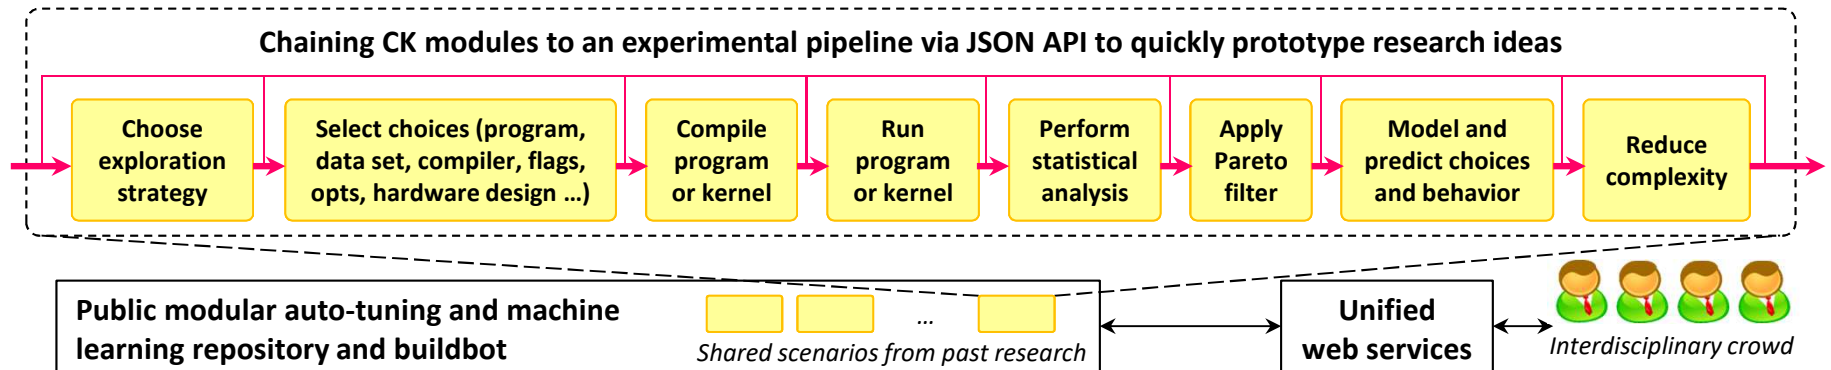 Chaining CK modules to an experimental pipeline via JSON API to quickly prototype research ideas
Choose
exploration
strategy
Select choices (program,
data set, compiler, flags,
opts, hardware design ...)
Compile
program
or kernel
Run
program
or kernel
Perform
statistical
analysis
Apply
Pareto
filter
Model and
predict choices
and behavior
Reduce
complexity
Public modular auto-tuning and machine
learning repository and buildbot
...
Shared scenarios from past research
Unified
web services
Interdisciplinary crowd